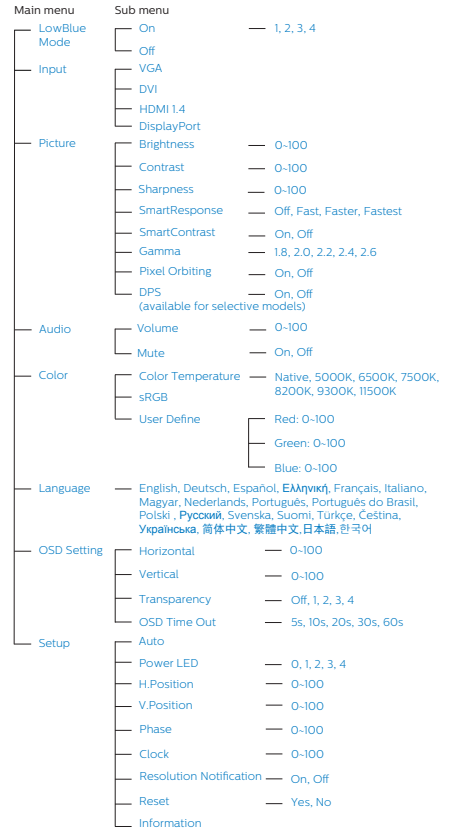 Main menu Sub menu
LowBlue Mode On 1, 2, 3, 4
Off
Input VGA
DVI
HDMI 1.4
DisplayPort
Picture Brightness 0~100
Contrast 0~100
Sharpness 0~100
SmartResponse Off, Fast, Faster, Fastest
SmartContrast On, Off
Gamma 1.8, 2.0, 2.2, 2.4, 2.6
Pixel Orbiting On, Off
DPS On, Off
(available for selective models)
Audio Volume 0~100
Mute On, Off
Color Color Temperature Native, 5000K, 6500K, 7500K,
8200K, 9300K, 11500K
sRGB
User Define Red: 0~100
Green: 0~100
Blue: 0~100
Language English, Deutsch, Español, Ελληνική, Français, Italiano,
Magyar, Nederlands, Português, Português do Brasil,
Polski , Русский, Svenska, Suomi, Türkçe, Čeština,
Українська, 简体中文, 繁體中文,日本語,한국어
OSD Setting Horizontal 0~100
Vertical 0~100
Transparency Off, 1, 2, 3, 4
OSD Time Out 5s, 10s, 20s, 30s, 60s
Setup Auto
Power LED 0, 1, 2, 3, 4
H.Position 0~100
V.Position 0~100
Phase 0~100
Clock 0~100
Resolution Notification On, Off
Reset Yes, No
Information